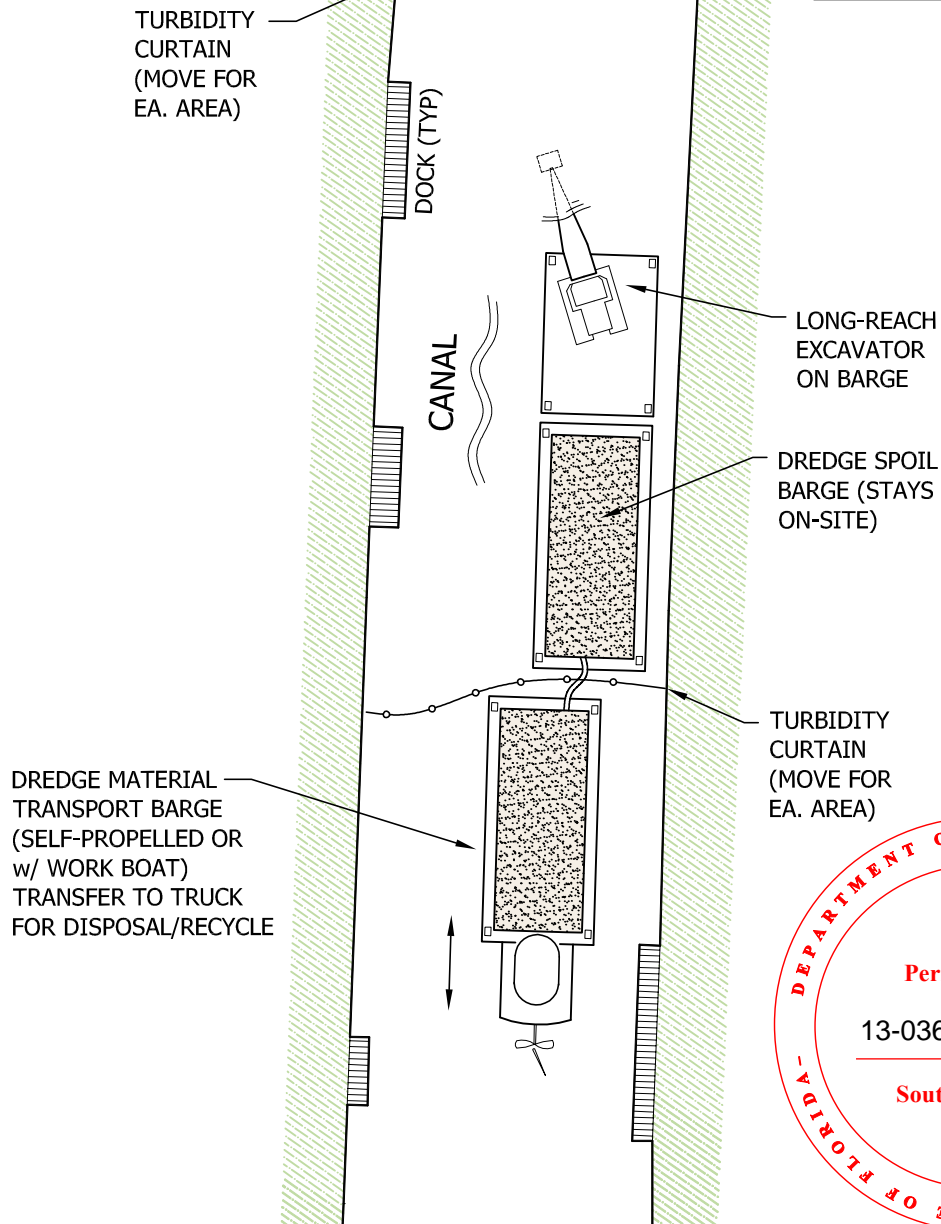 TURBIDITY
CURTAIN
(MOVE FOR
EA. AREA)
DOCK (TYP)
CANAL
LONG-REACH
EXCAVATOR
ON BARGE
DREDGE SPOIL
BARGE (STAYS
ON-SITE)
TURBIDITY
CURTAIN
(MOVE FOR
EA. AREA)
DREDGE MATERIAL
TRANSPORT BARGE
(SELF-PROPELLED OR
w/ WORK BOAT)
TRANSFER TO TRUCK
FOR DISPOSAL/RECYCLE
DEPARTMENT
13-036
OF FLORIDA-